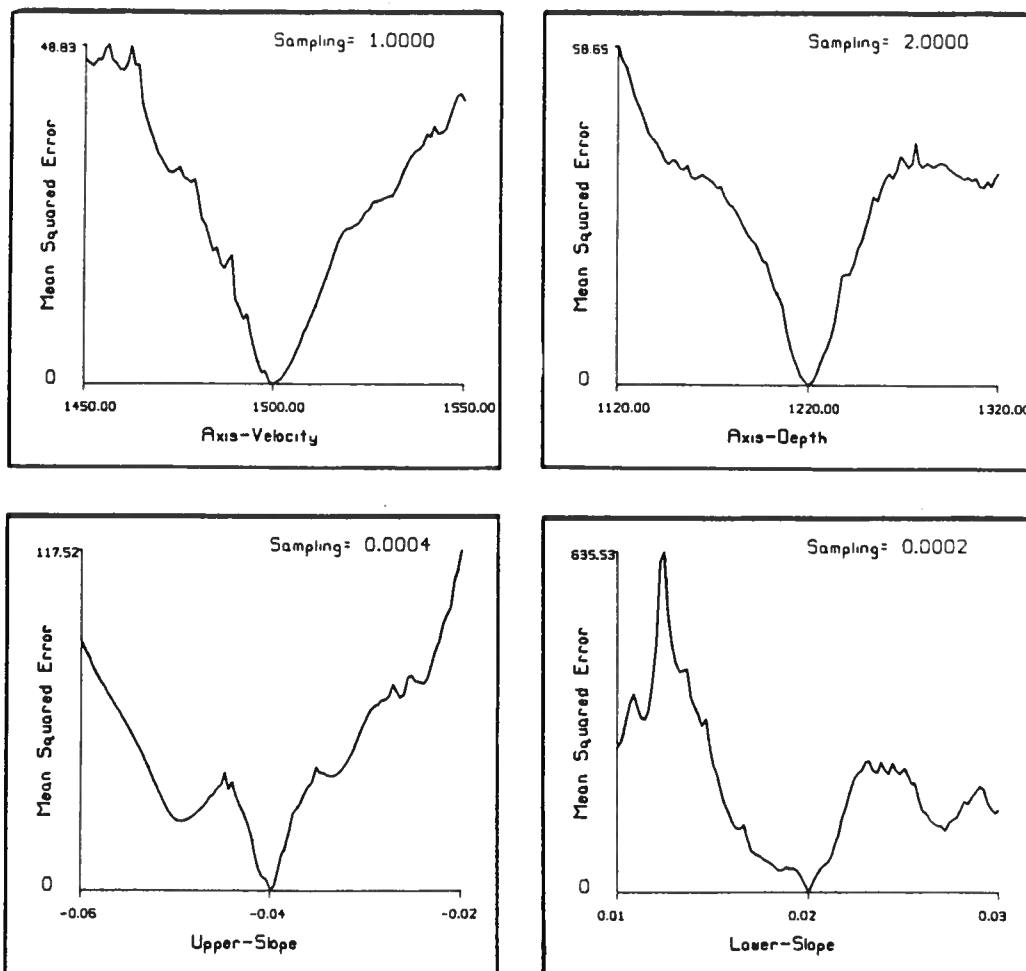 Sampling= 1.0000
48.83
Mean Squared Error
0
1450.00 1500.00 1550.00
Axis-Velocity
Sampling= 2.0000
58.65
Mean Squared Error
0
1120.00 1220.00 1320.00
Axis-Depth
Sampling= 0.0004
117.52
Mean Squared Error
0
-0.06 -0.04 -0.02
Upper-Slope
Sampling= 0.0002
635.53
Mean Squared Error
0
0.01 0.02 0.03
Lower-Slope